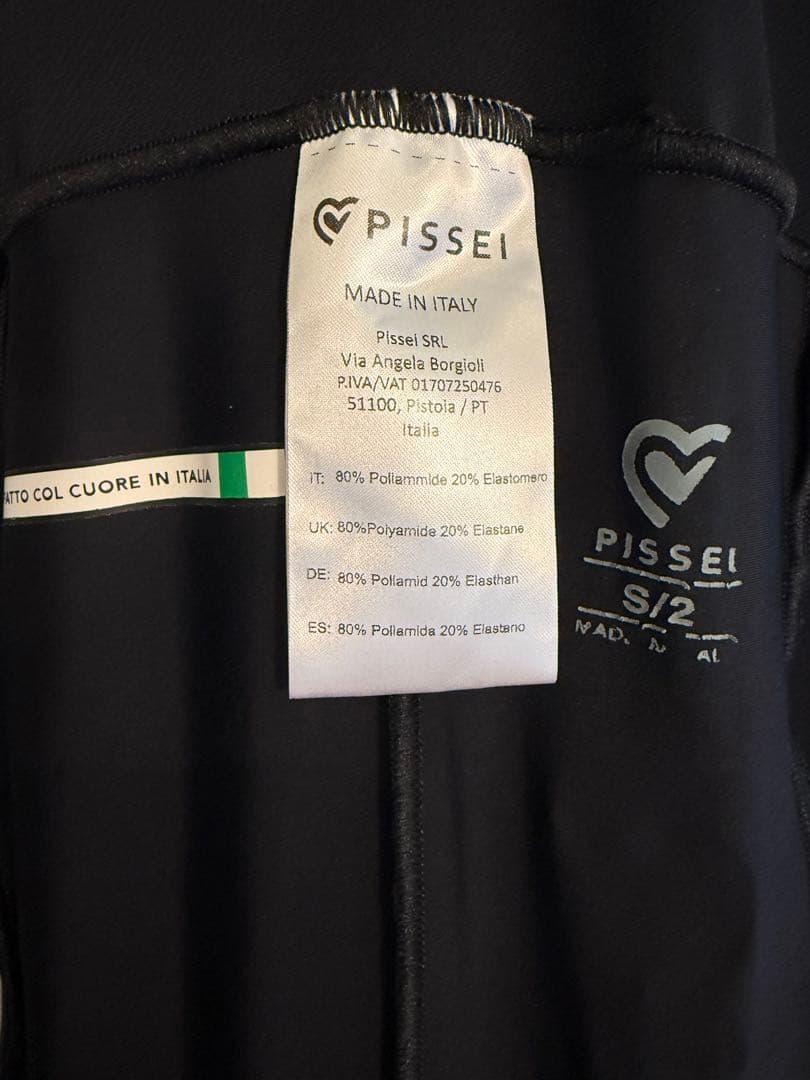 PISSEI
MADE IN ITALY
Pissei SRL
Via Angela Borgioli
P.IVA/VAT 01707250476
51100, Pistoia / PT
Italia
IT: 80% Poliammide 20% Elastomero
UK: 80%Polyamide 20% Elastane
DE: 80% Poliamid 20% Elasthan
ES: 80% Poliamida 20% Elastano
ATTO COL CUORE IN ITALIA
PISSEI
S/2